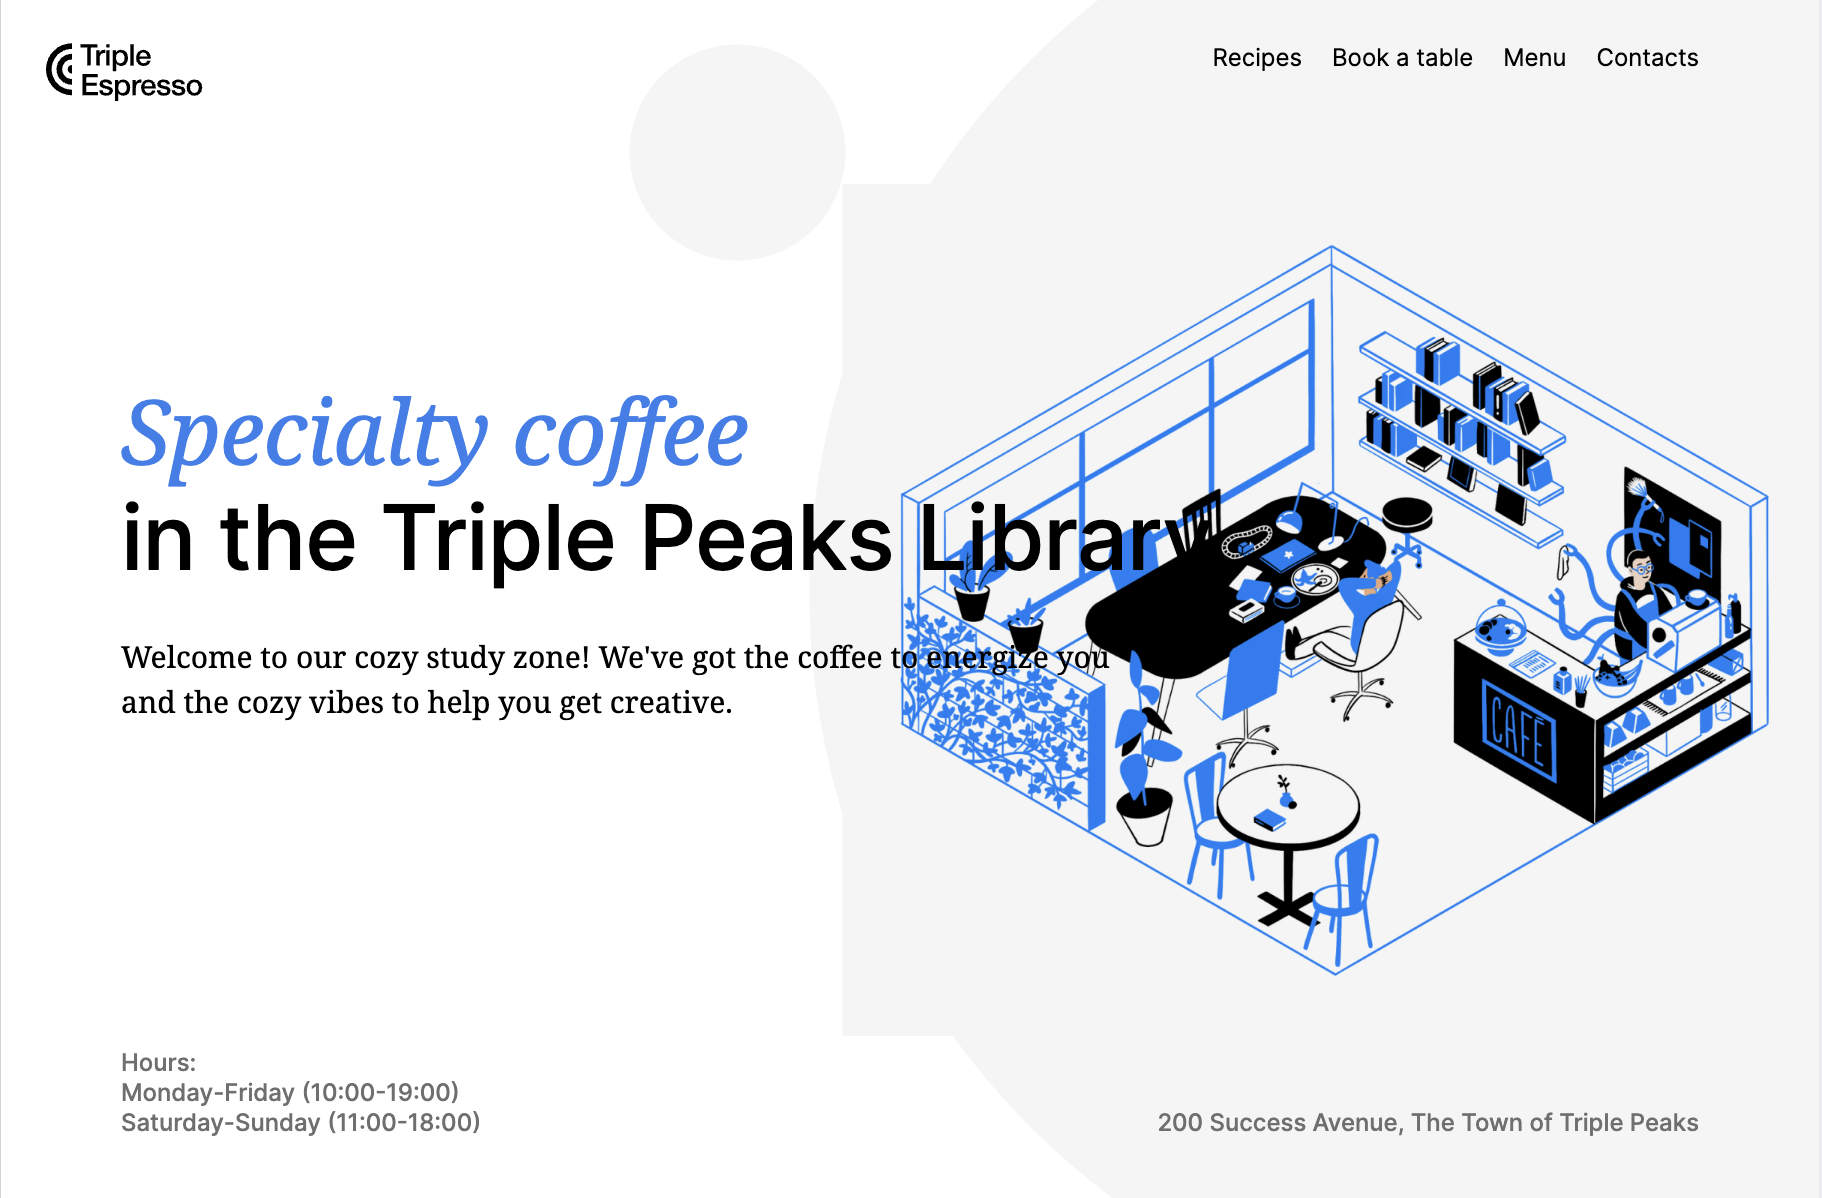 Triple
Espresso
Recipes Book a table Menu Contacts
Specialty coffee
in the Triple Peaks Library
Welcome to our cozy study zone! We've got the coffee to energize you
and the cozy vibes to help you get creative.
CAFÉ
Hours:
Monday-Friday (10:00-19:00)
Saturday-Sunday (11:00-18:00)
200 Success Avenue, The Town of Triple Peaks